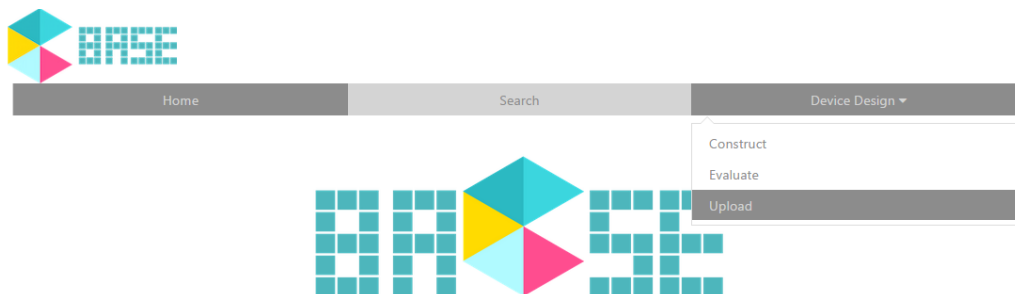 BASE
Home Search Device Design
Construct
Evaluate
Upload
BASE